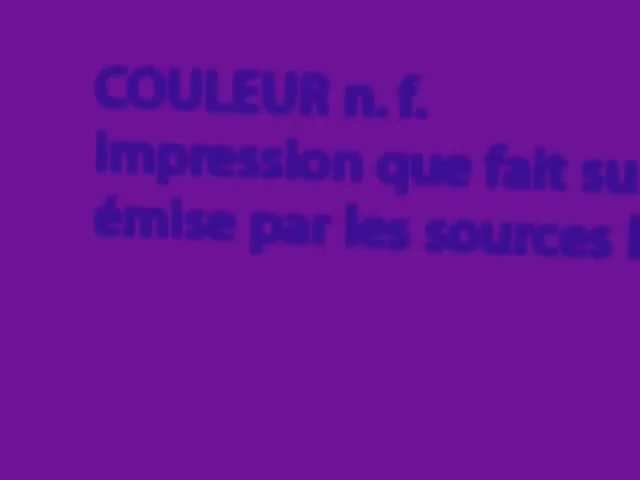 COULEUR n. f.
Impression que fait su
émise par les sources